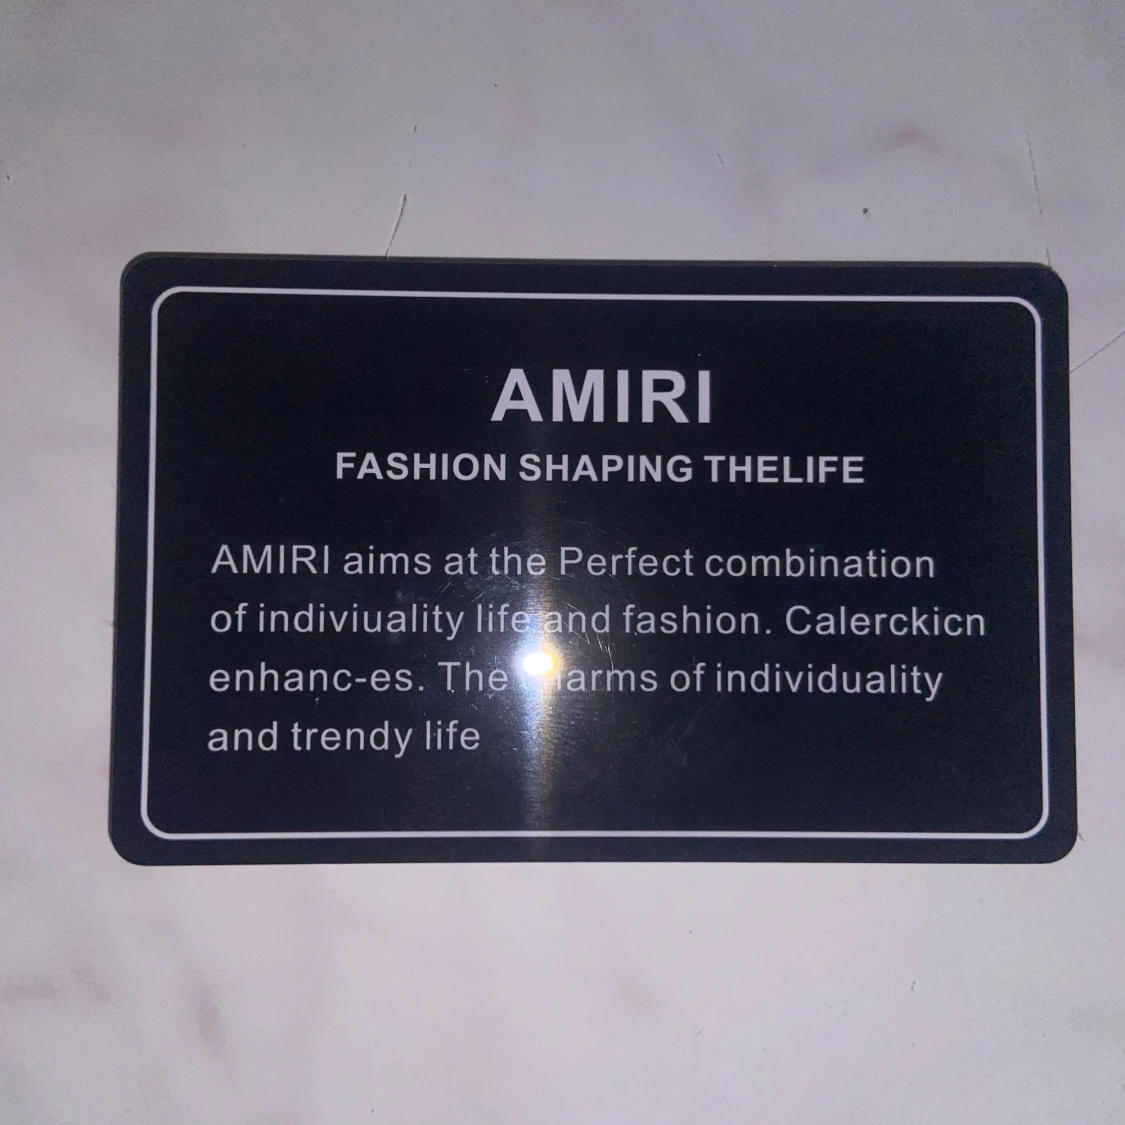 AMIRI
FASHION SHAPING THELIFE
AMIRI aims at the Perfect combination
of indiviuality life and fashion. Calerckicn
enhanc-es. The charms of individuality
and trendy life